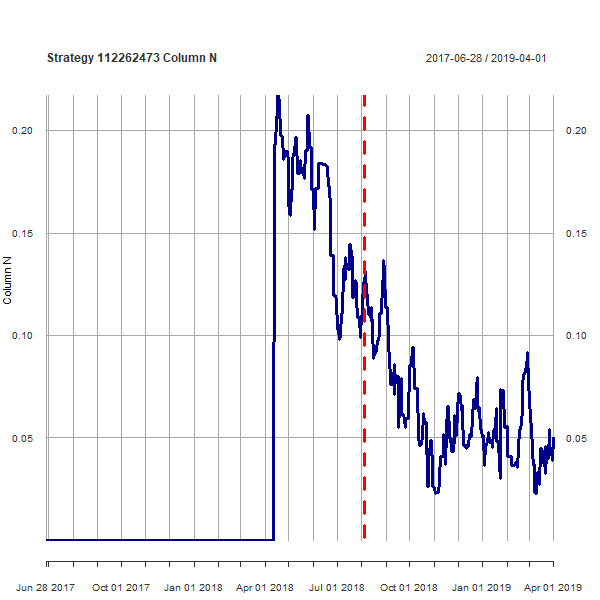 Strategy 112262473 Column N
2017-06-28 / 2019-04-01
0.20
0.20
0.15
0.15
0.10
0.10
0.05
0.05
Column N
Jun 28 2017
Oct 01 2017
Jan 01 2018
Apr 01 2018
Jul 01 2018
Oct 01 2018
Jan 01 2019
Apr 01 2019